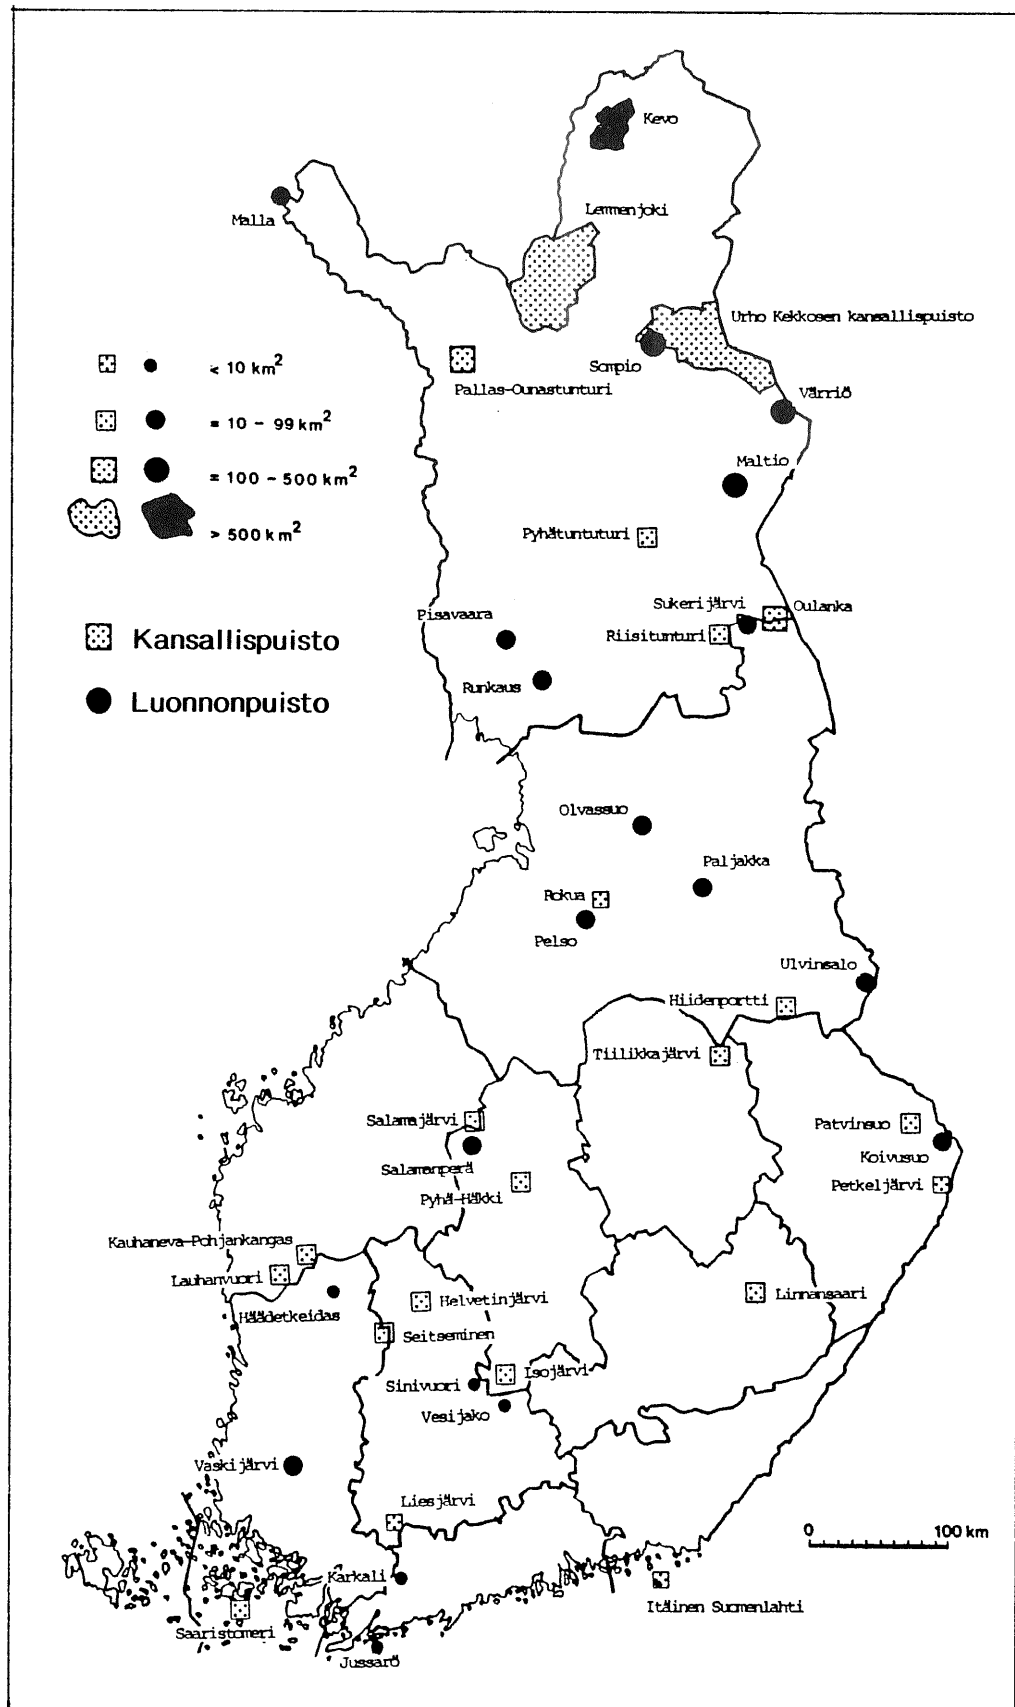 Kevo
Malla
Lemmenjoki
Urho Kekkosen kansallispuisto
Sompio
< 10 km²
Pallas-Ounastunturi
Värriö
= 10 – 99 km²
Maltio
= 100 – 500 km²
> 500 km²
Pyhätuntuturi
Sukerijärvi
Oulanka
Pisavaara
Kansallispuisto
Riisitunturi
Runkaus
Luonnonpuisto
Olvassuo
Paljakka
Rokua
Pelso
Ulvinsalo
Hiidenportti
Tiilikkajärvi
Salamajärvi
Patvinsuo
Koivusuo
Salamanperä
Petkeljärvi
Pyhä-Häkki
Kauhaneva-Pohjankangas
Lauhanvuori
Linnansaari
Helvetinjärvi
Häädetkeidas
Seitseminen
Isojärvi
Sinivuori
Vesijako
Vaskijärvi
Liesjärvi
0 100 km
Karkali
Itäinen Suomenlahti
Saaristomeri
Jussarö